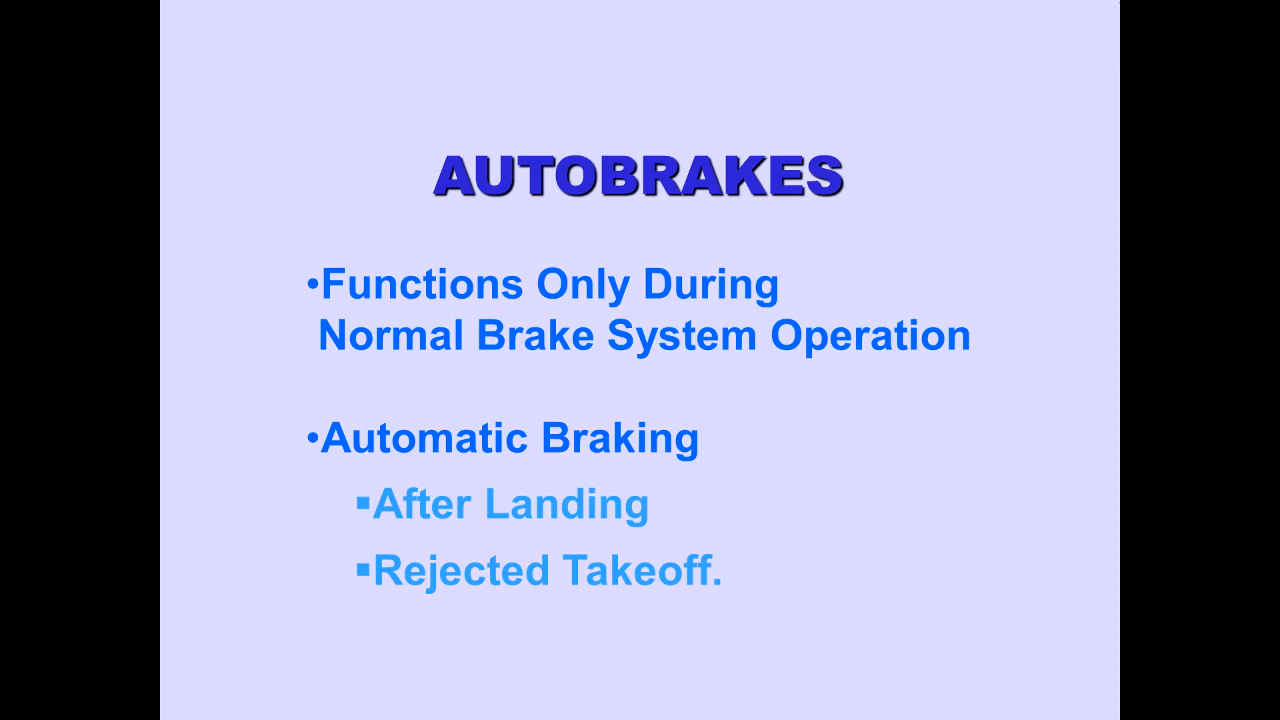 AUTOBRAKES
•Functions Only During
Normal Brake System Operation
•Automatic Braking
▪After Landing
▪Rejected Takeoff.